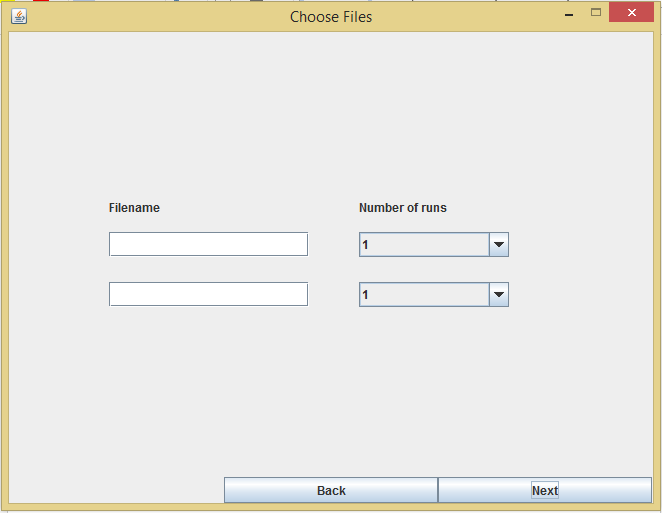 Choose Files
Filename Number of runs
1
1
Back Next